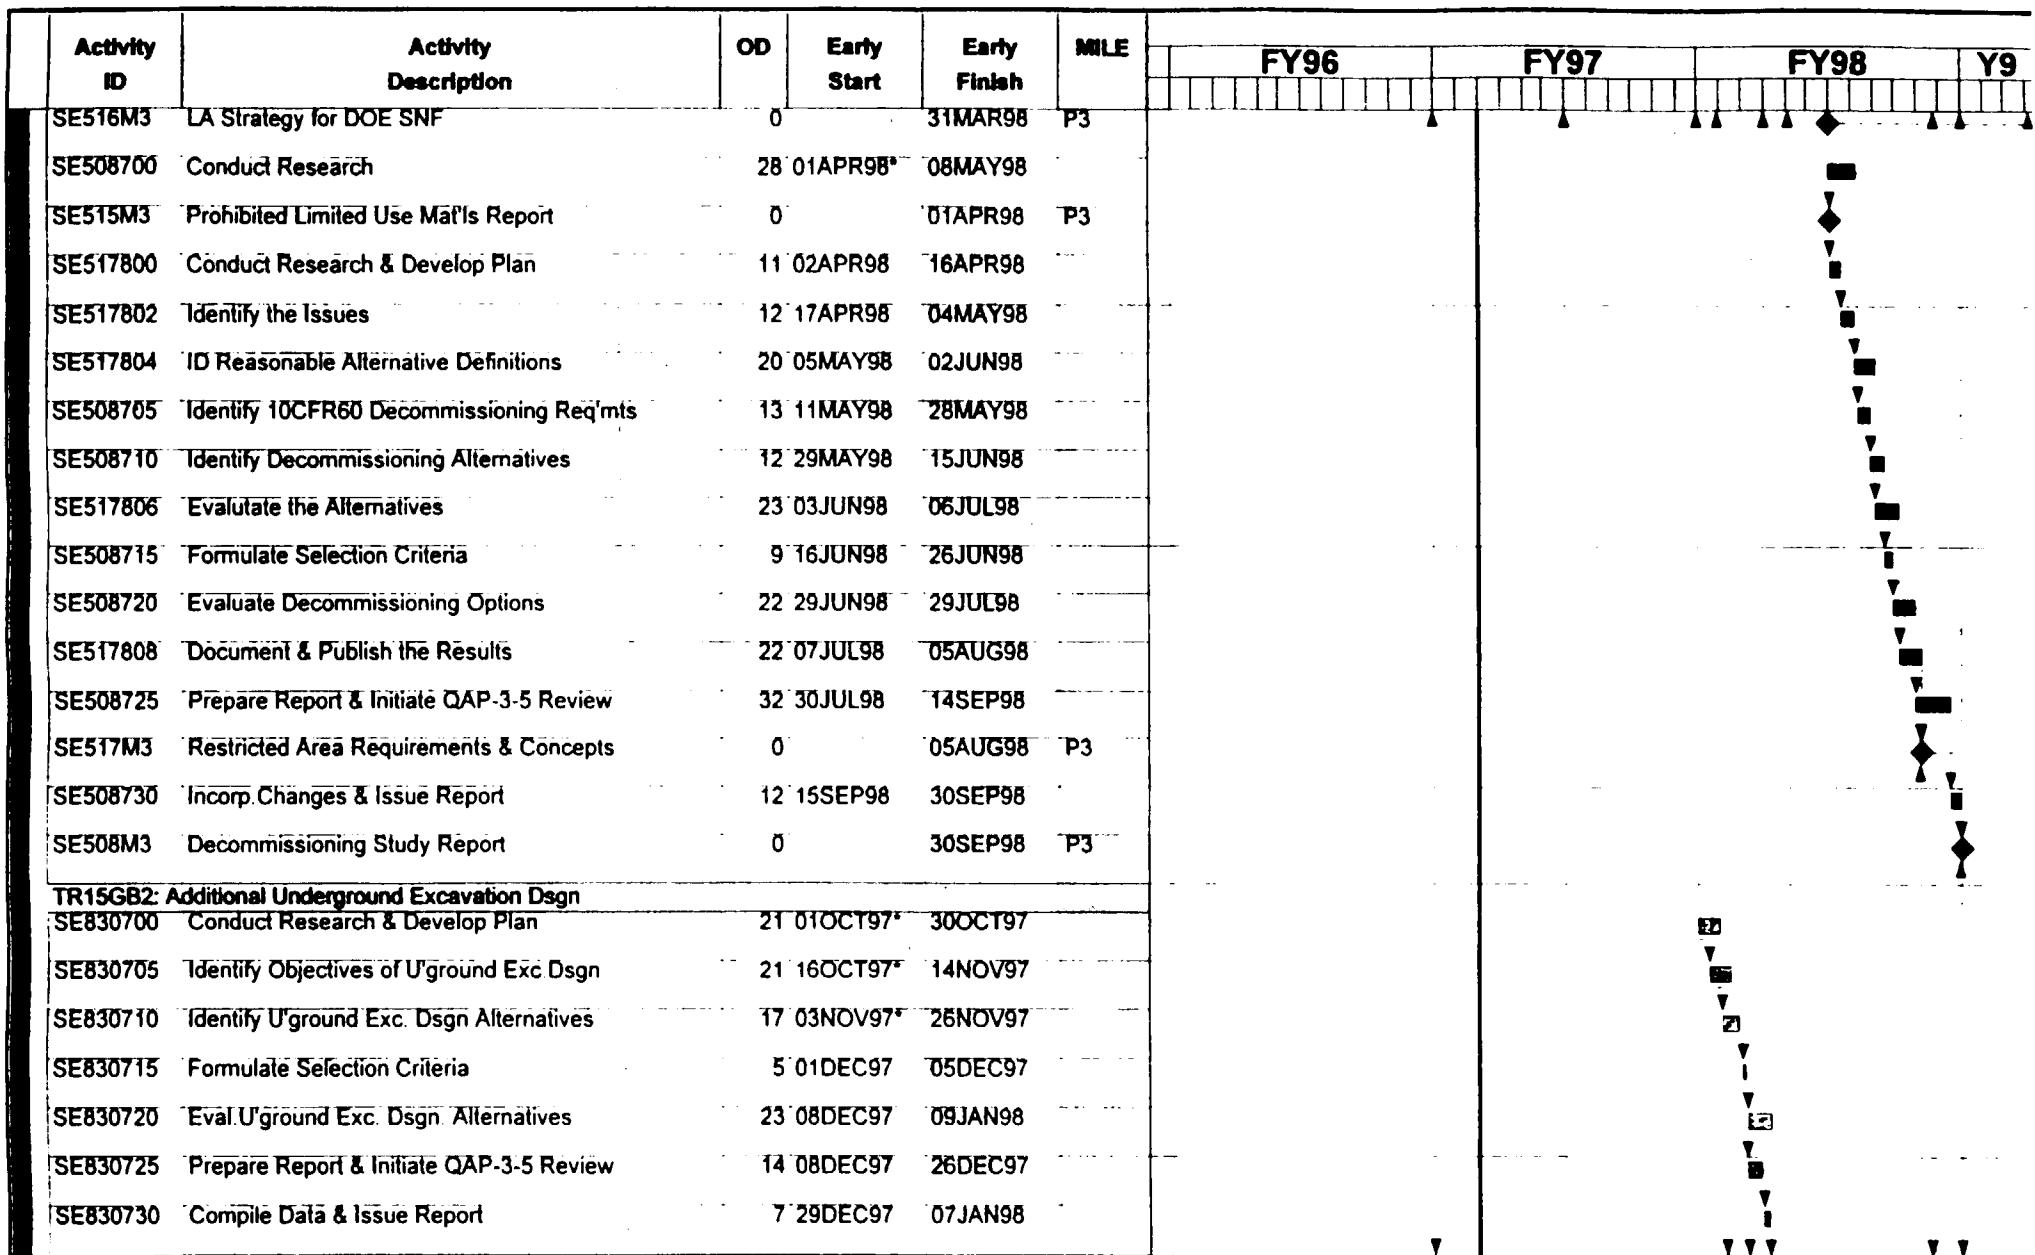 Activity ID Activity Description OD Early Start Early Finish MILE FY96 FY97 FY98 Y9
SE516M3 LA Strategy for DOE SNF 0 31MAR98 P3
SE508700 Conduct Research 28 01APR98* 08MAY98
SE515M3 Prohibited Limited Use Mat'ls Report 0 01APR98 P3
SE517800 Conduct Research & Develop Plan 11 02APR98 16APR98
SE517802 Identify the Issues 12 17APR98 04MAY98
SE517804 ID Reasonable Alternative Definitions 20 05MAY98 02JUN98
SE508705 Identify 10CFR60 Decommissioning Req'mts 13 11MAY98 28MAY98
SE508710 Identify Decommissioning Alternatives 12 29MAY98 15JUN98
SE517806 Evalutate the Alternatives 23 03JUN98 06JUL98
SE508715 Formulate Selection Criteria 9 16JUN98 26JUN98
SE508720 Evaluate Decommissioning Options 22 29JUN98 29JUL98
SE517808 Document & Publish the Results 22 07JUL98 05AUG98
SE508725 Prepare Report & Initiate QAP-3-5 Review 32 30JUL98 14SEP98
SE517M3 Restricted Area Requirements & Concepts 0 05AUG98 P3
SE508730 Incorp.Changes & Issue Report 12 15SEP98 30SEP98
SE508M3 Decommissioning Study Report 0 30SEP98 P3
TR15GB2: Additional Underground Excavation Dsgn
SE830700 Conduct Research & Develop Plan 21 01OCT97* 30OCT97
SE830705 Identify Objectives of U'ground Exc.Dsgn 21 16OCT97* 14NOV97
SE830710 Identify U'ground Exc. Dsgn Alternatives 17 03NOV97* 26NOV97
SE830715 Formulate Selection Criteria 5 01DEC97 05DEC97
SE830720 Eval.U'ground Exc. Dsgn. Alternatives 23 08DEC97 09JAN98
SE830725 Prepare Report & Initiate QAP-3-5 Review 14 08DEC97 26DEC97
SE830730 Compile Data & Issue Report 7 29DEC97 07JAN98